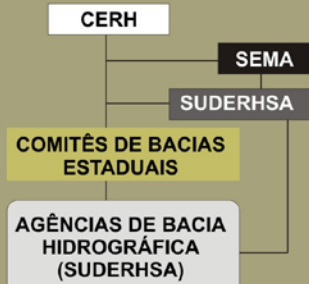 CERH
SEMA
SUDERHSA
COMITÊS DE BACIAS
ESTADUAIS
AGÊNCIAS DE BACIA
HIDROGRÁFICA
(SUDERHSA)